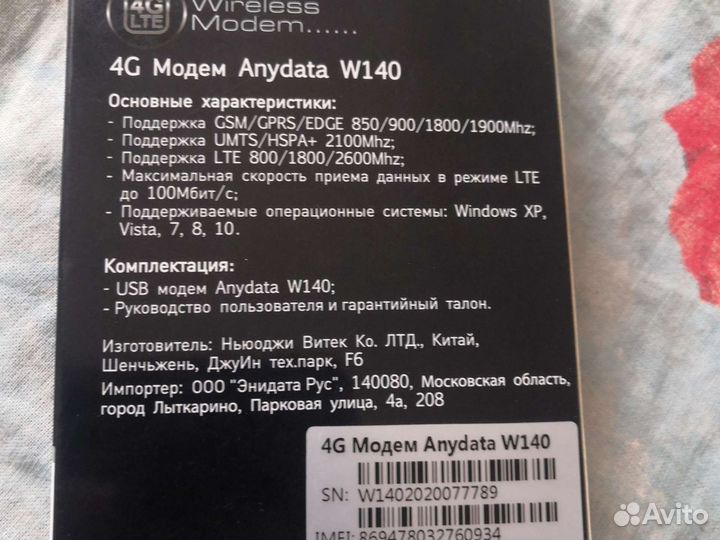 4G
LTE
Wireless
Modem......
4G Модем Anydata W140
Основные характеристики:
- Поддержка GSM/GPRS/EDGE 850/900/1800/1900Mhz;
- Поддержка UMTS/HSPA+ 2100Mhz;
- Поддержка LTE 800/1800/2600Mhz;
- Максимальная скорость приема данных в режиме LTE
до 100Мбит/с;
- Поддерживаемые операционные системы: Windows XP,
Vista, 7, 8, 10.
Комплектация:
- USB модем Anydata W140;
- Руководство пользователя и гарантийный талон.
Изготовитель: Ньюоджи Витек Ко. ЛТД., Китай,
Шенчьжень, ДжуИн тех.парк, F6
Импортер: ООО "Энидата Рус", 140080, Московская область,
город Лыткарино, Парковая улица, 4а, 208
4G Модем Anydata W140
SN: W1402020077789
IMEI: 869478032760934
Avito